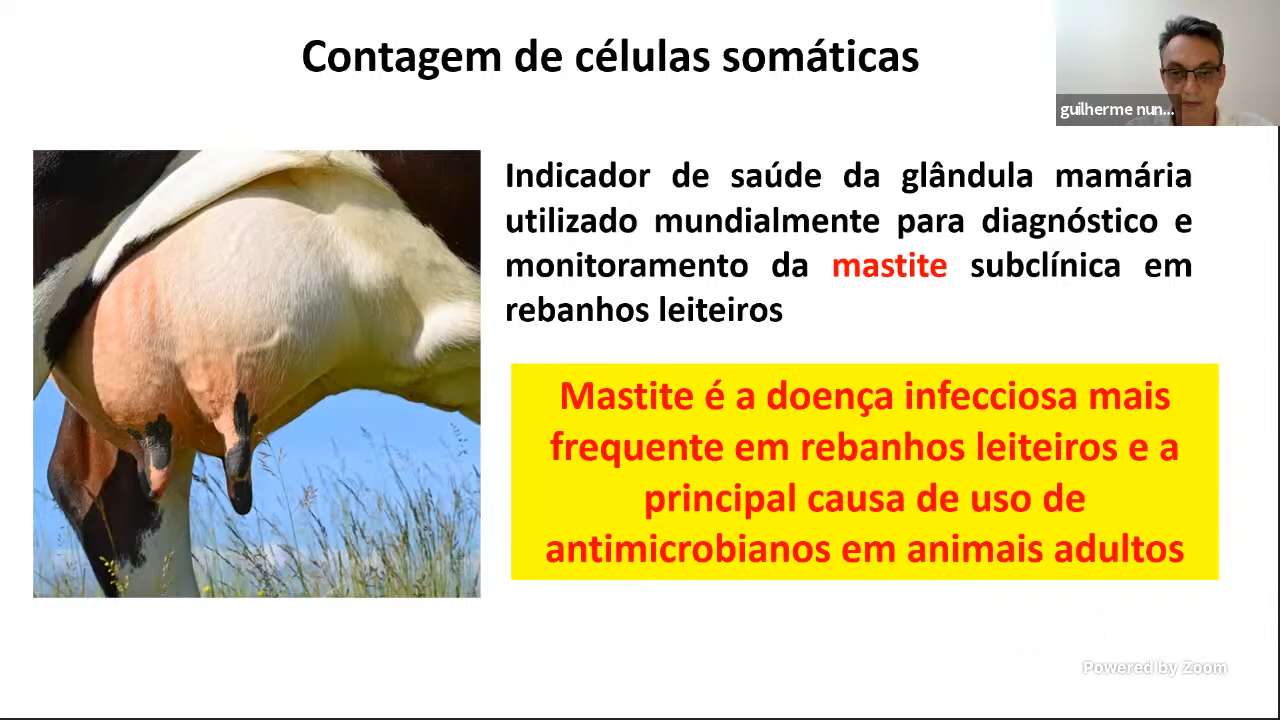 Contagem de células somáticas
guilherme nun...
Indicador de saúde da glândula mamária
utilizado mundialmente para diagnóstico e
monitoramento da mastite subclínica em
rebanhos leiteiros
Mastite é a doença infecciosa mais
frequente em rebanhos leiteiros e a
principal causa de uso de
antimicrobianos em animais adultos
Powered by Zoom